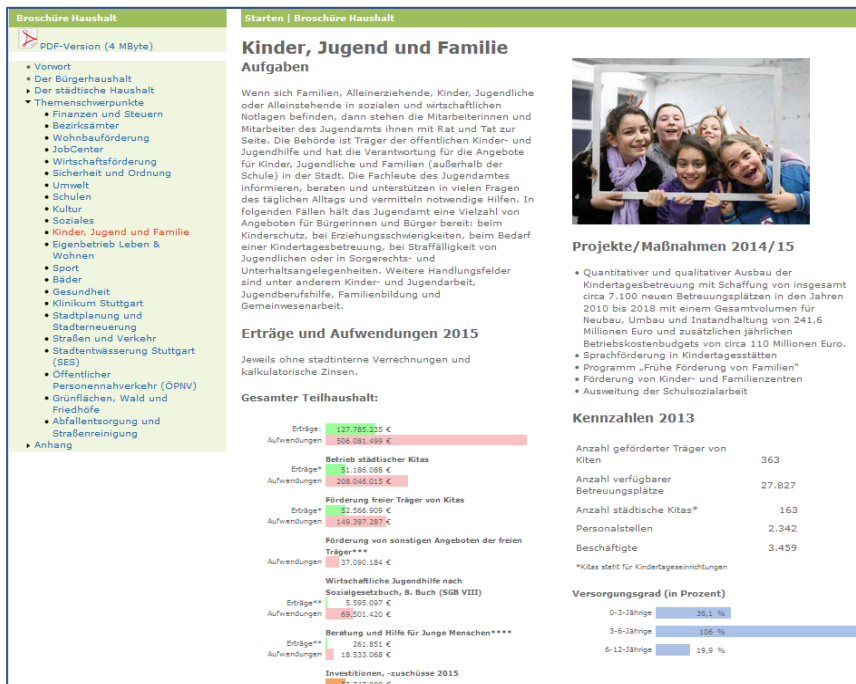 Broschüre Haushalt
PDF-Version (4 MByte)
Vorwort
Der Bürgerhaushalt
Der städtische Haushalt
Themenschwerpunkte
Finanzen und Steuern
Bezirksämter
Wohnbauförderung
JobCenter
Wirtschaftsförderung
Sicherheit und Ordnung
Umwelt
Schulen
Kultur
Soziales
Kinder, Jugend und Familie
Eigenbetrieb Leben &
Wohnen
Sport
Bäder
Gesundheit
Klinikum Stuttgart
Stadtplanung und
Stadterneuerung
Straßen und Verkehr
Stadtentwässerung Stuttgart
(SES)
Öffentlicher
Personennahverkehr (ÖPNV)
Grünflächen, Wald und
Friedhöfe
Abfallentsorgung und
Straßenreinigung
Anhang
Starten | Broschüre Haushalt
Kinder, Jugend und Familie
Aufgaben
Wenn sich Familien, Alleinerziehende, Kinder, Jugendliche
oder Alleinstehende in sozialen und wirtschaftlichen
Notlagen befinden, dann stehen die Mitarbeiterinnen und
Mitarbeiter des Jugendamts ihnen mit Rat und Tat zur
Seite. Die Behörde ist Träger der öffentlichen Kinder- und
Jugendhilfe und hat die Verantwortung für die Angebote
für Kinder, Jugendliche und Familien (außerhalb der
Schule) in der Stadt. Die Fachleute des Jugendamtes
informieren, beraten und unterstützen in vielen Fragen
des täglichen Alltags und vermitteln notwendige Hilfen. In
folgenden Fällen hält das Jugendamt eine Vielzahl von
Angeboten für Bürgerinnen und Bürger bereit: beim
Kinderschutz, bei Erziehungsschwierigkeiten, beim Bedarf
einer Kindertagesbetreuung, bei Straffälligkeit von
Jugendlichen oder in Sorgerechts- und
Unterhaltsangelegenheiten. Weitere Handlungsfelder
sind unter anderem Kinder- und Jugendarbeit,
Jugendberufshilfe, Familienbildung und
Gemeinwesenarbeit.
Erträge und Aufwendungen 2015
Jeweils ohne stadtinterne Verrechnungen und
kalkulatorische Zinsen.
Gesamter Teilhaushalt:
Erträge: 127.785.235 €
Aufwendungen 506.081.499 €
Betrieb städtischer Kitas
Erträge* 51.186.088 €
Aufwendungen 208.046.015 €
Förderung freier Träger von Kitas
Erträge* 52.566.909 €
Aufwendungen 149.397.287 €
Förderung von sonstigen Angeboten der freien
Träger***
Aufwendungen 37.090.184 €
Wirtschaftliche Jugendhilfe nach
Sozialgesetzbuch, 8. Buch (SGB VIII)
Erträge** 5.595.097 €
Aufwendungen 69.501.420 €
Beratung und Hilfe für Junge Menschen****
Erträge** 261.851 €
Aufwendungen 18.533.068 €
Investitionen, -zuschüsse 2015
Projekte/Maßnahmen 2014/15
Quantitativer und qualitativer Ausbau der
Kindertagesbetreuung mit Schaffung von insgesamt
circa 7.100 neuen Betreuungsplätzen in den Jahren
2010 bis 2018 mit einem Gesamtvolumen für
Neubau, Umbau und Instandhaltung von 241,6
Millionen Euro und zusätzlichen jährlichen
Betriebskostenbudgets von circa 110 Millionen Euro.
Sprachförderung in Kindertagesstätten
Programm „Frühe Förderung von Familien"
Förderung von Kinder- und Familienzentren
Ausweitung der Schulsozialarbeit
Kennzahlen 2013
Anzahl geförderter Träger von
Kiten 363
Anzahl verfügbarer
Betreuungsplätze 27.827
Anzahl städtische Kitas* 163
Personalstellen 2.342
Beschäftigte 3.459
*Kitas steht für Kindertageseinrichtungen
Versorgungsgrad (in Prozent)
0-3-Jährige 36,1 %
3-6-Jährige 106 %
6-12-Jährige 19,9 %